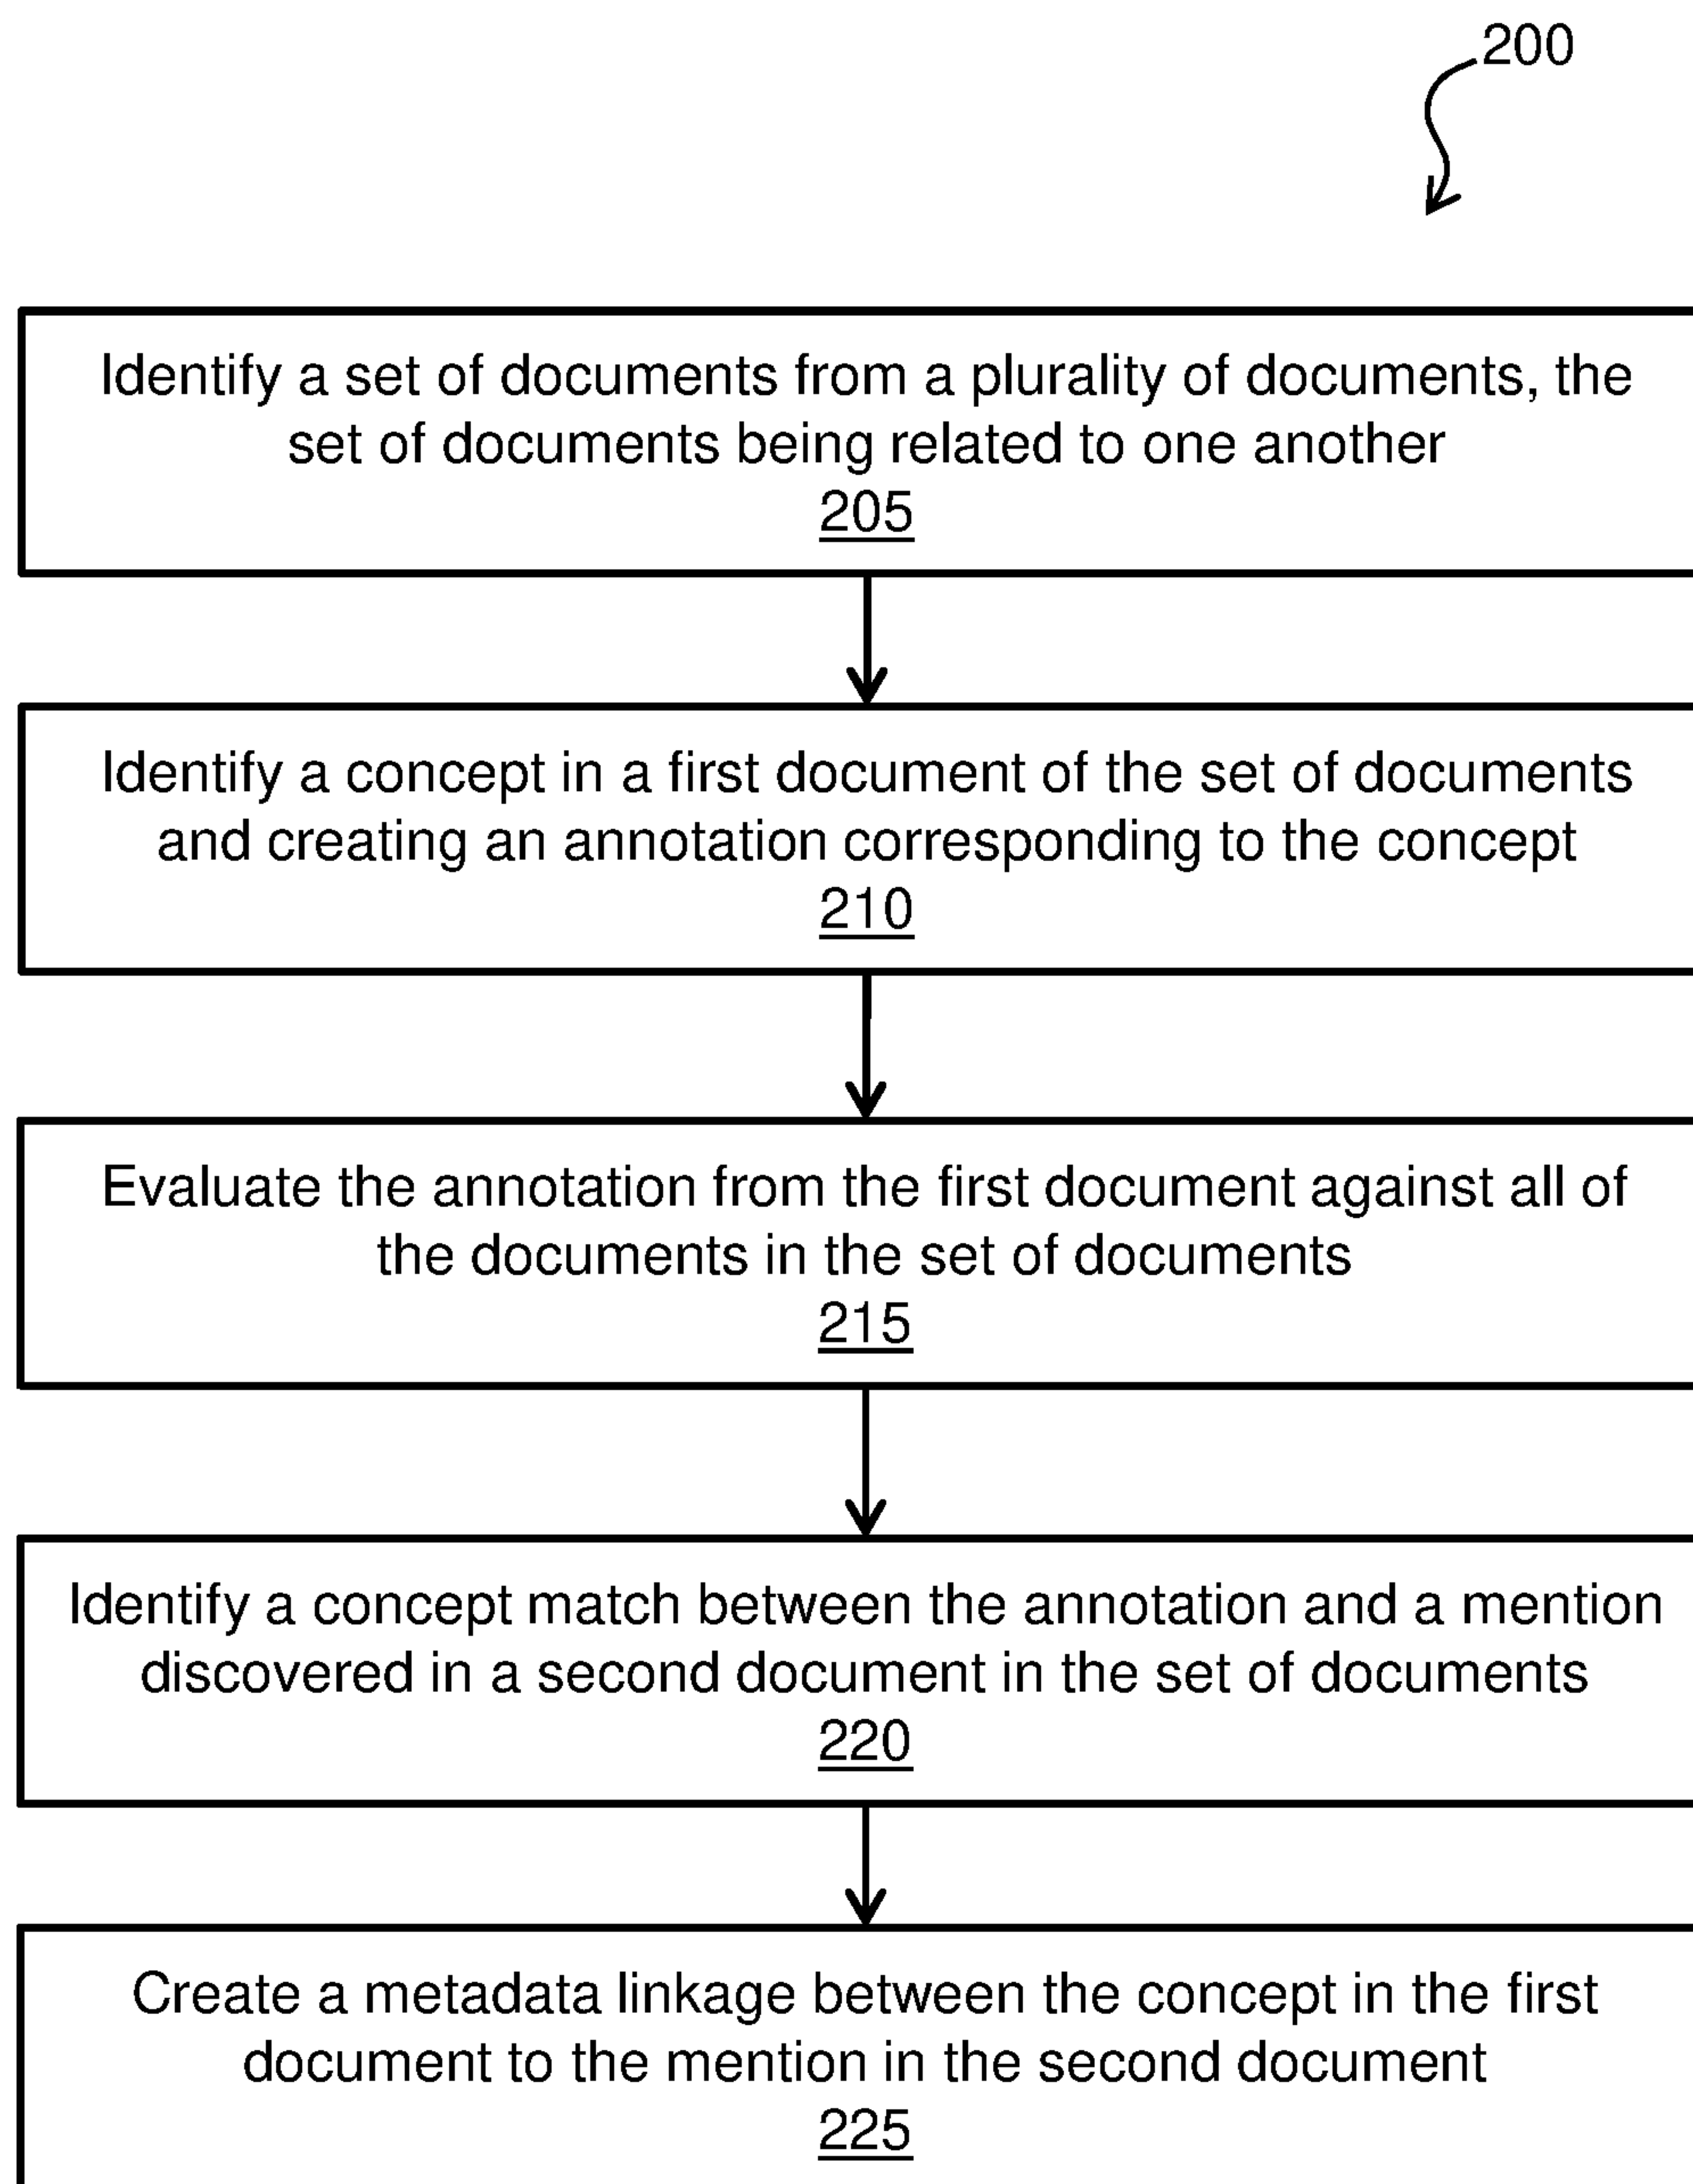 200
Identify a set of documents from a plurality of documents, the
set of documents being related to one another
205
Identify a concept in a first document of the set of documents
and creating an annotation corresponding to the concept
210
Evaluate the annotation from the first document against all of
the documents in the set of documents
215
Identify a concept match between the annotation and a mention
discovered in a second document in the set of documents
220
Create a metadata linkage between the concept in the first
document to the mention in the second document
225